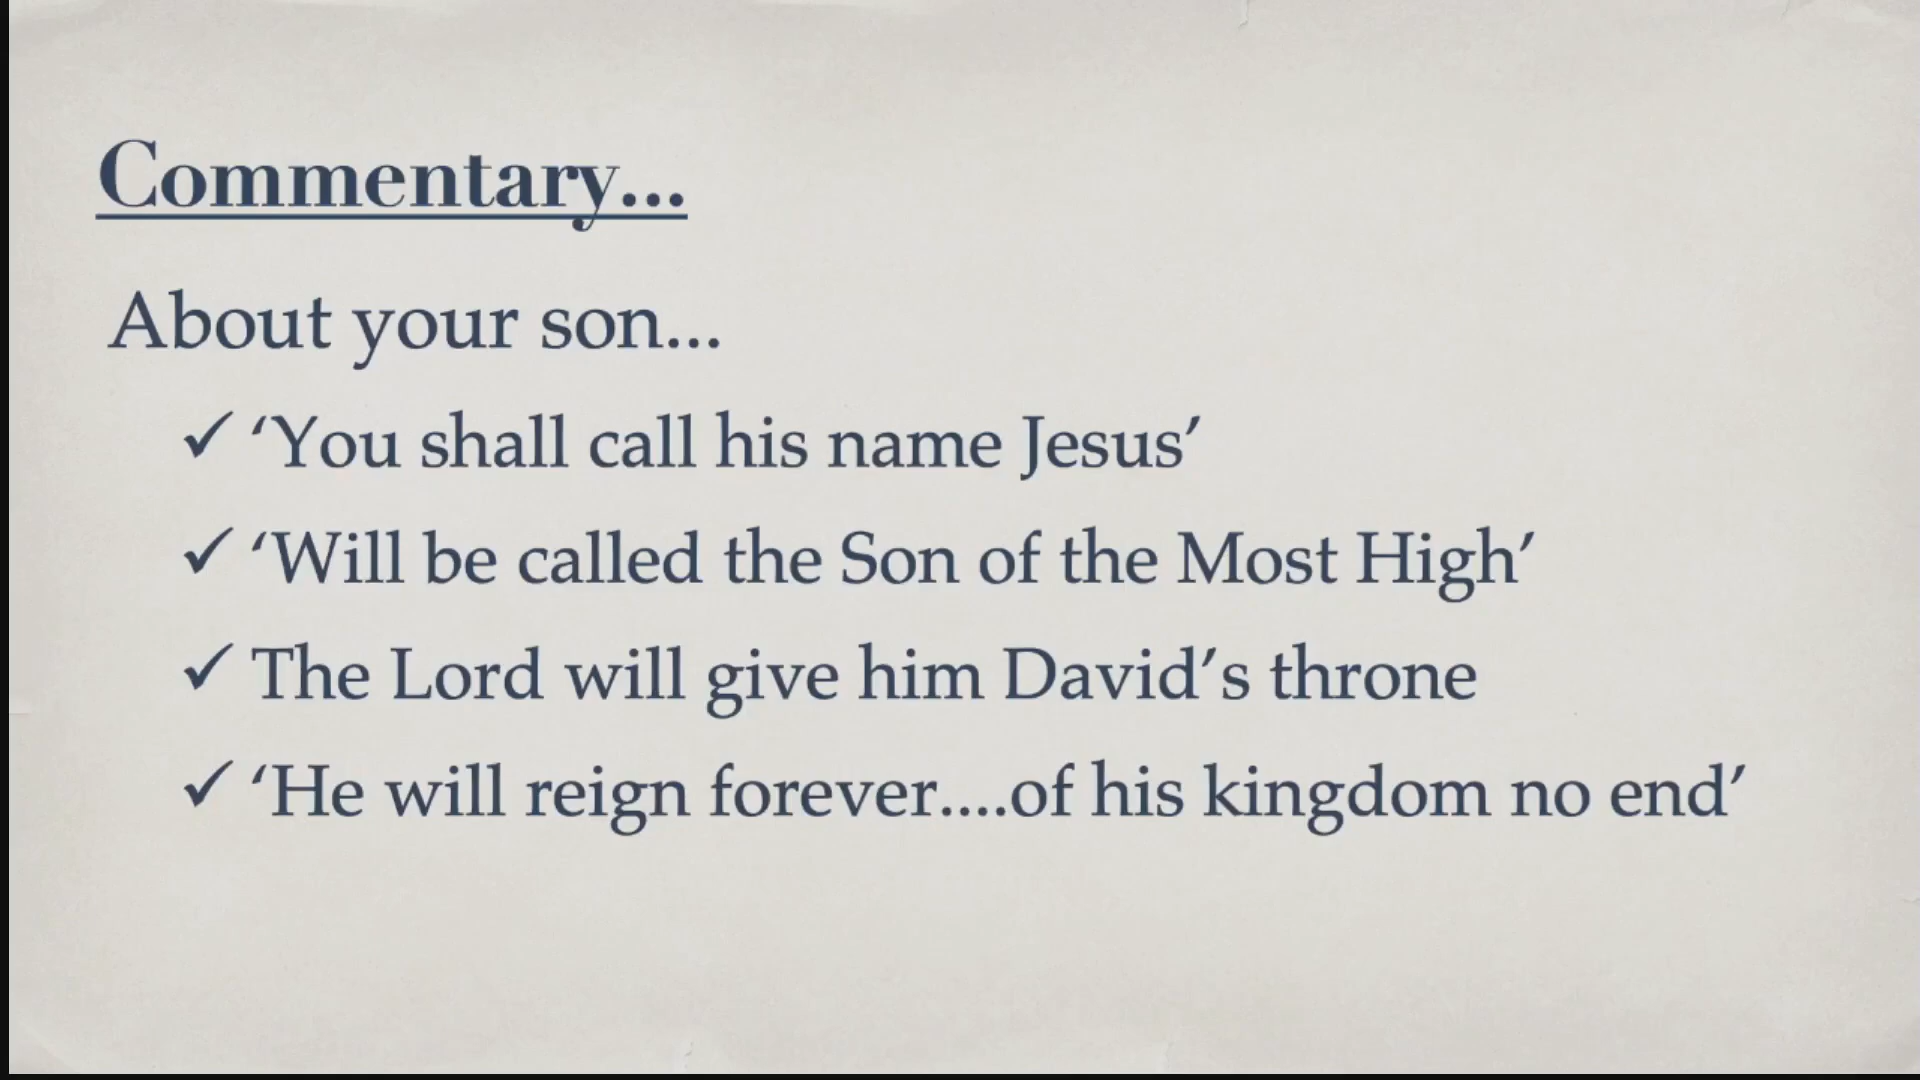 Commentary...
About your son...
✓ ‘You shall call his name Jesus’
✓ ‘Will be called the Son of the Most High’
✓ The Lord will give him David’s throne
✓ ‘He will reign forever....of his kingdom no end’